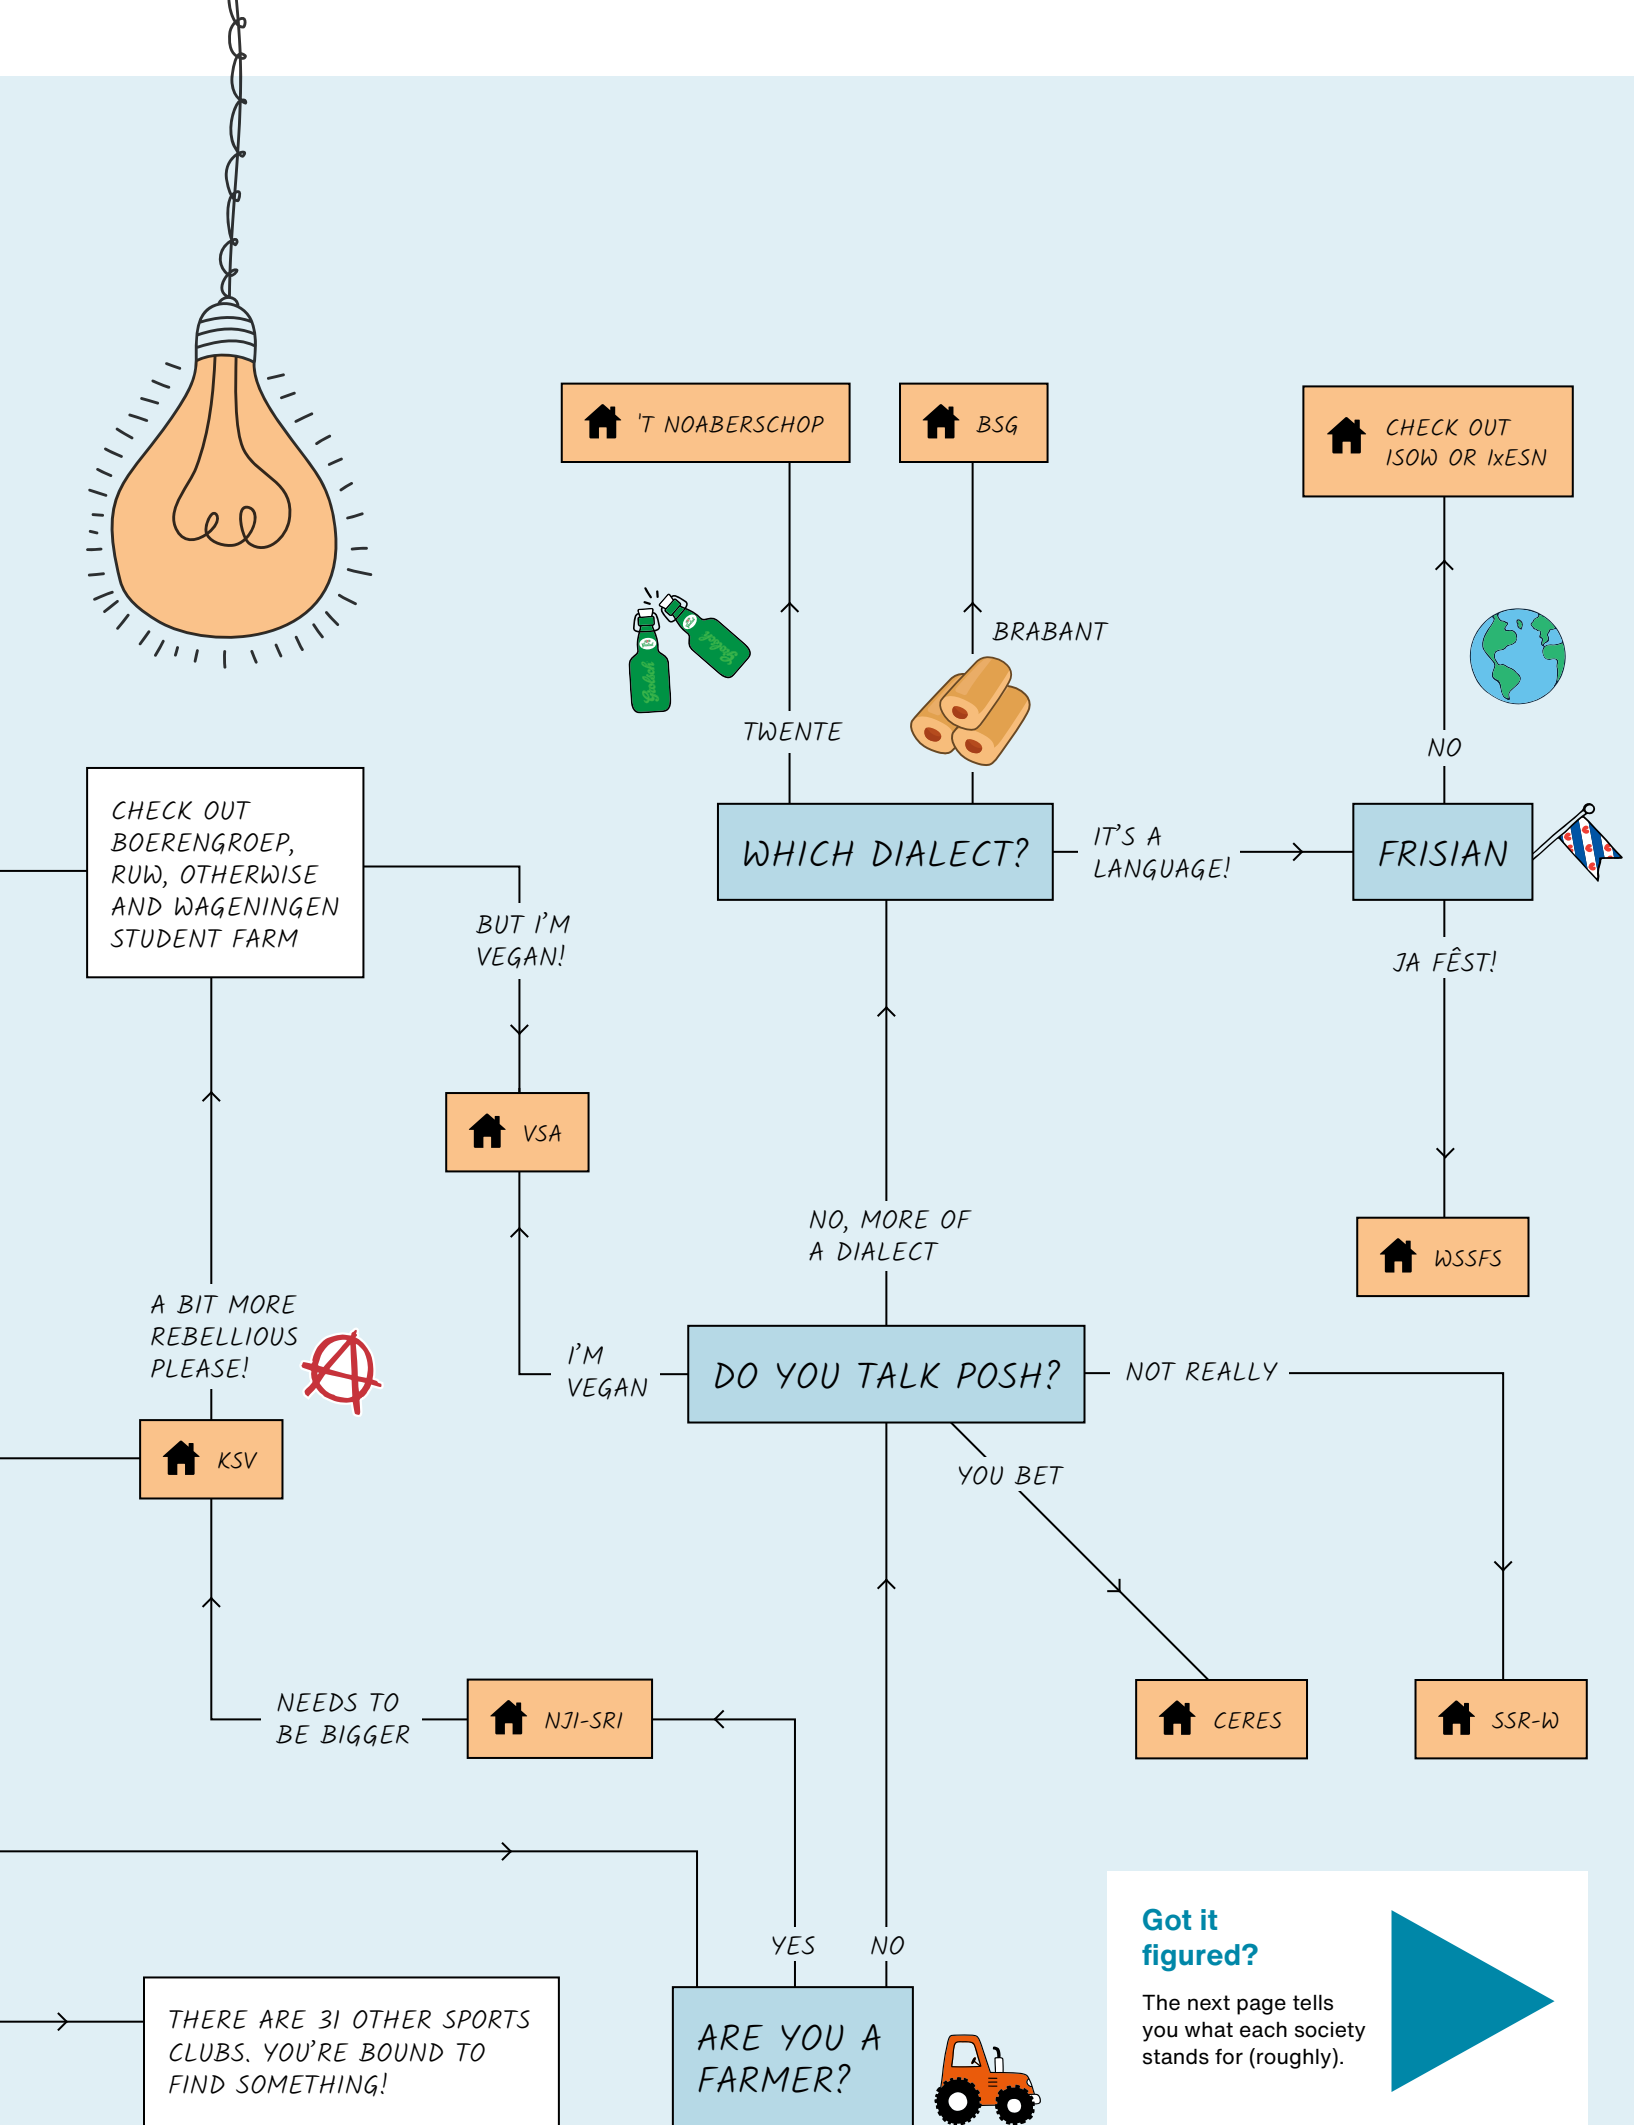 'T NOABERSCHOP
BSG
CHECK OUT
ISOW OR IxESN
BRABANT
Grolsch
Grolsch
TWENTE
NO
CHECK OUT
BOERENGROEP,
RUW, OTHERWISE
AND WAGENINGEN
STUDENT FARM
WHICH DIALECT?
IT'S A
LANGUAGE!
FRISIAN
BUT I'M
VEGAN!
JA FÊST!
VSA
NO, MORE OF
A DIALECT
WSSFS
A BIT MORE
REBELLIOUS
PLEASE!
I'M
VEGAN
DO YOU TALK POSH?
NOT REALLY
KSV
YOU BET
NEEDS TO
BE BIGGER
NJI-SRI
CERES
SSR-W
YES
NO
Got it
figured?
The next page tells
you what each society
stands for (roughly).
THERE ARE 31 OTHER SPORTS
CLUBS. YOU'RE BOUND TO
FIND SOMETHING!
ARE YOU A
FARMER?